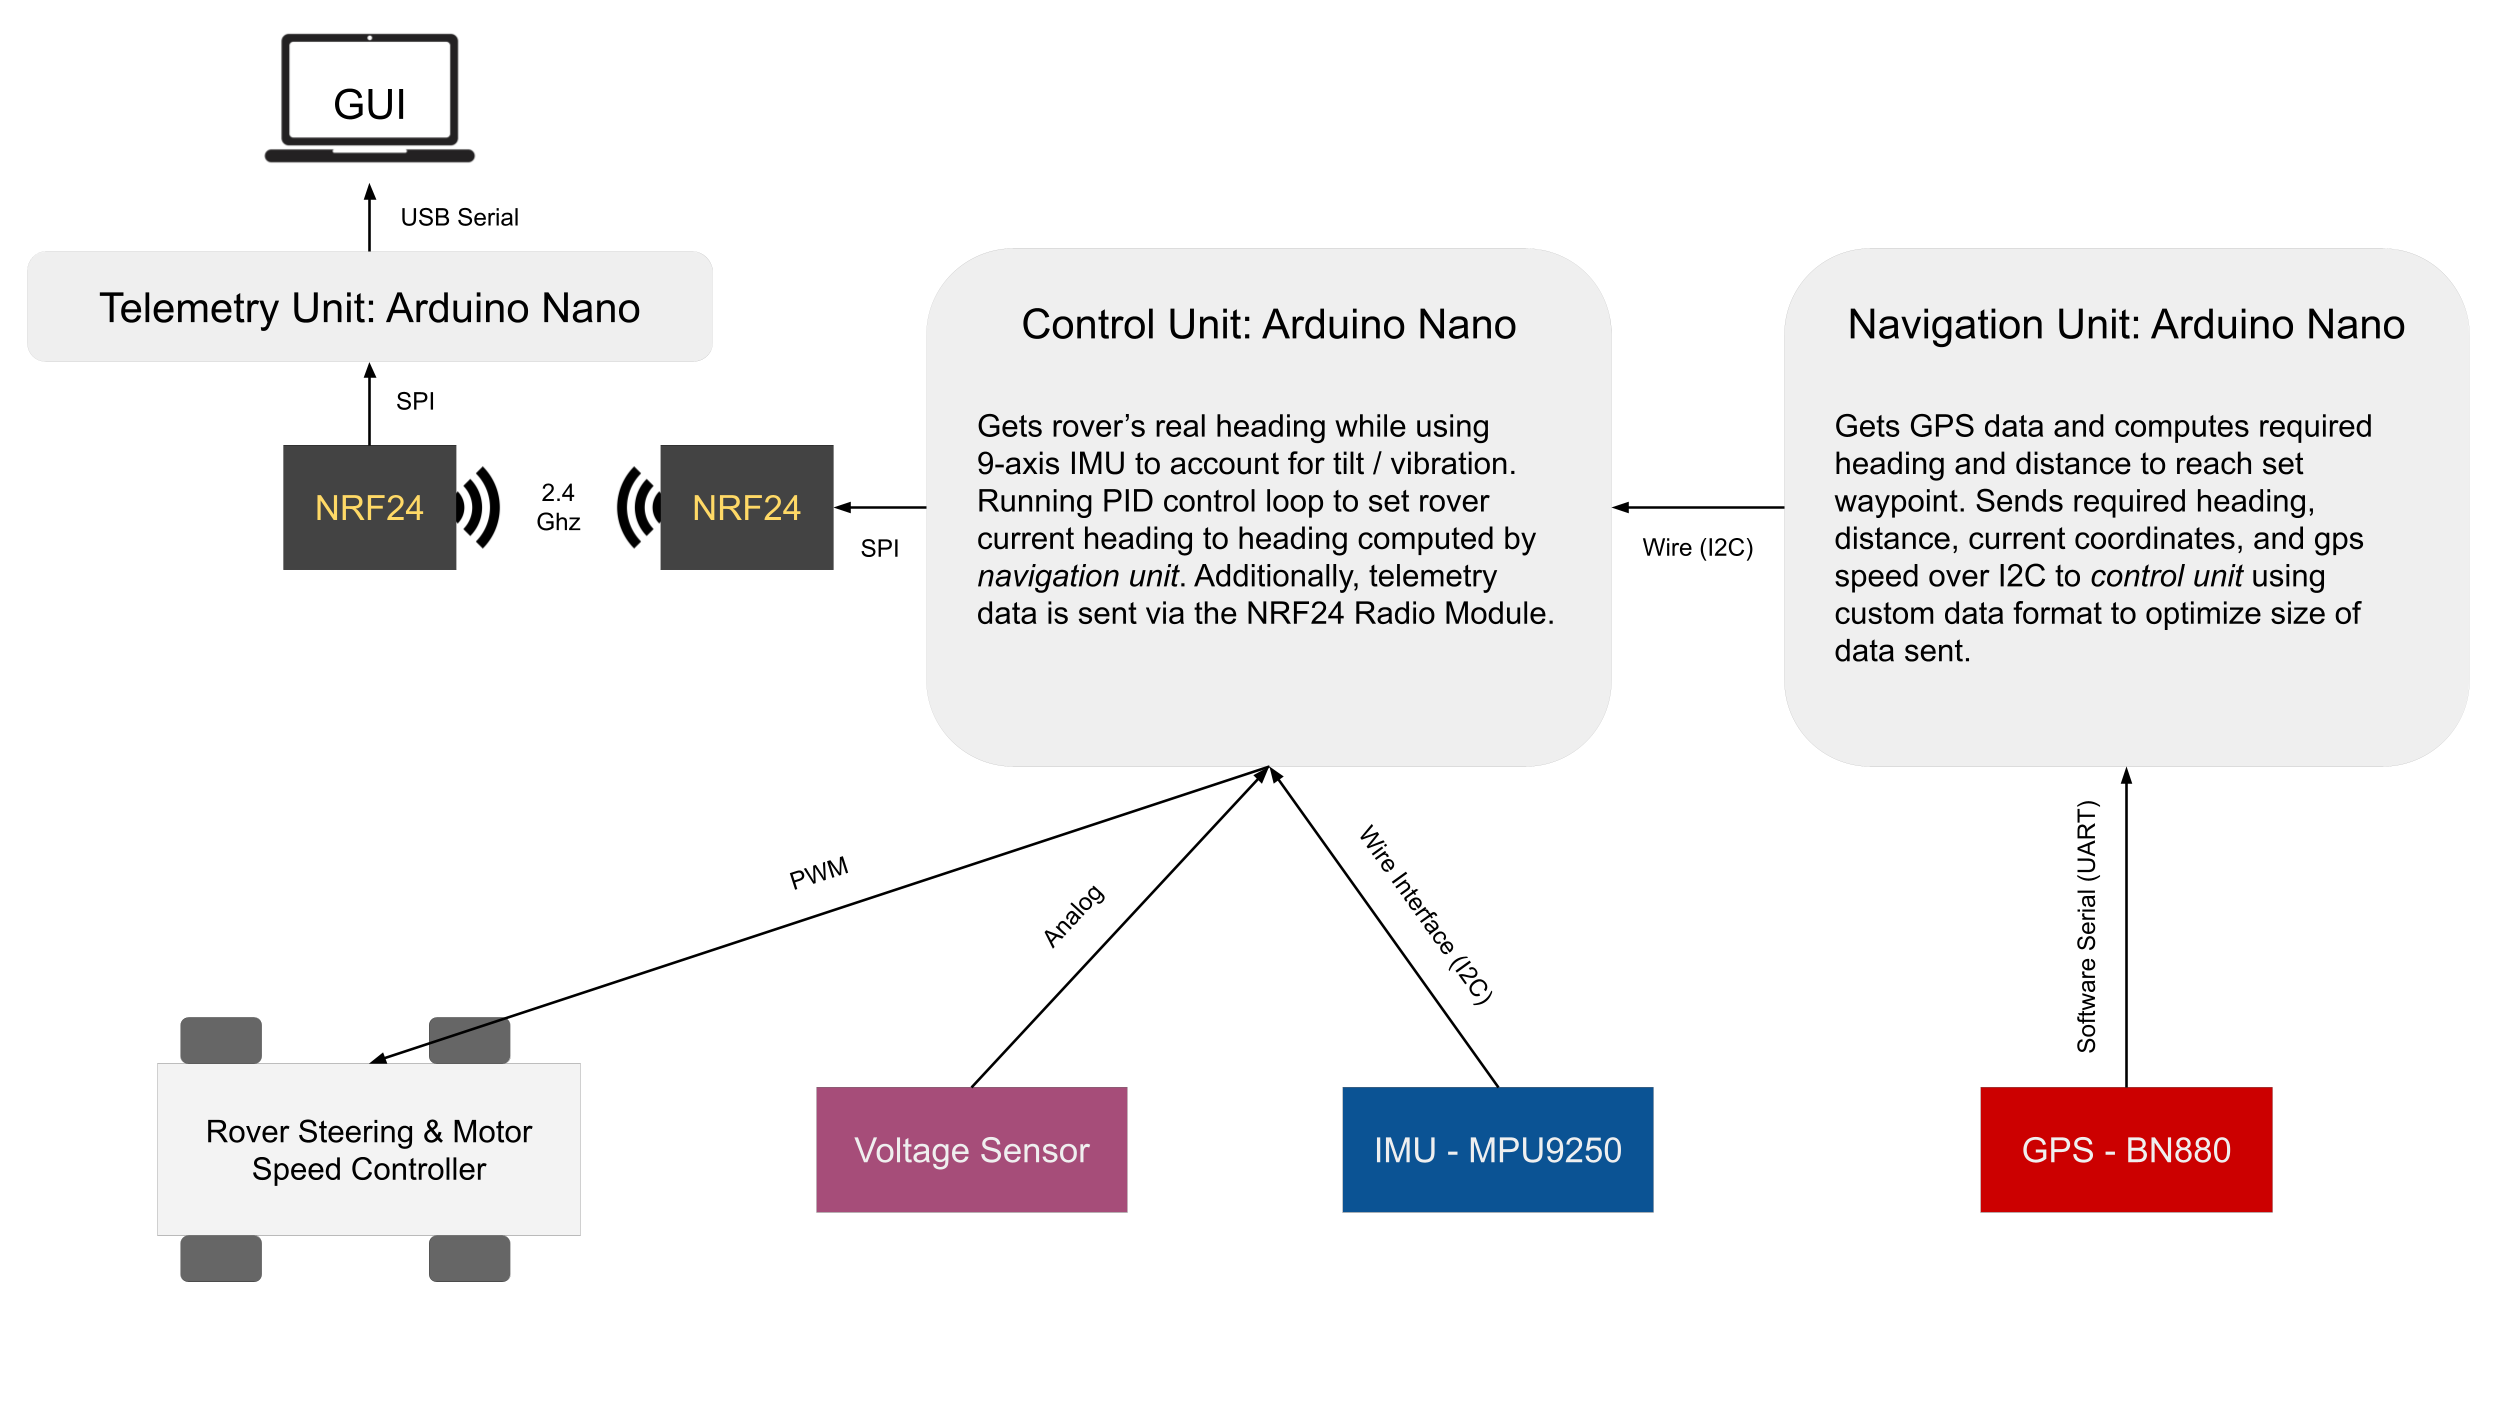 GUI
USB Serial
Telemetry Unit: Arduino Nano
SPI
NRF24
2.4
Ghz
NRF24
SPI
Control Unit: Arduino Nano
Gets rover’s real heading while using
9-axis IMU to account for tilt / vibration.
Running PID control loop to set rover
current heading to heading computed by
navigation unit. Additionally, telemetry
data is sent via the NRF24 Radio Module.
Wire (I2C)
Navigation Unit: Arduino Nano
Gets GPS data and computes required
heading and distance to reach set
waypoint. Sends required heading,
distance, current coordinates, and gps
speed over I2C to control unit using
custom data format to optimize size of
data sent.
PWM
Analog
Wire Interface (I2C)
Software Serial (UART)
Rover Steering & Motor
Speed Controller
Voltage Sensor
IMU - MPU9250
GPS - BN880